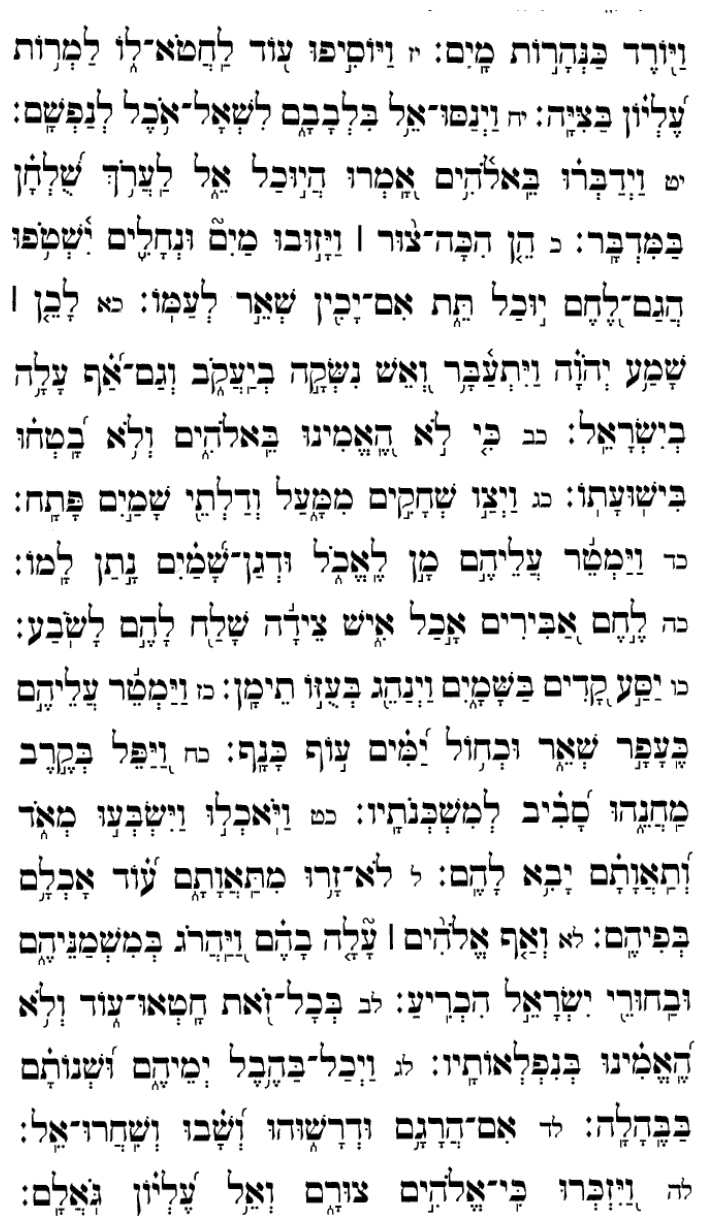 וַיּ֖וֹרֶד כַּנְּהָר֣וֹת מָֽיִם׃ יז וַיּוֹסִ֣יפוּ ע֭וֹד לַחֲטֹא־ל֑וֹ לַֽמְר֥וֹת
עֶ֝לְי֗וֹן בַּצִּיָּֽה׃ יח וַיְנַסּוּ־אֵ֥ל בִּלְבָבָ֑ם לִֽשְׁאׇל־אֹ֥כֶל לְנַפְשָֽׁם׃
יט וַֽיְדַבְּר֗וּ בֵּֽאלֹ֫הִ֥ים אָ֭מְרוּ הֲי֣וּכַל אֵ֑ל לַעֲרֹ֥ךְ שֻׁ֝לְחָ֗ן
בַּמִּדְבָּֽר׃ כ הֵ֤ן הִכָּה־צ֨וּר ׀ וַיָּז֣וּבוּ מַיִם֮ וּנְחָלִ֢ים יִ֫שְׁטֹ֥פוּ
הֲגַם־לֶ֭חֶם י֣וּכַל תֵּ֑ת אִם־יָכִ֖ין שְׁאֵ֣ר לְעַמּֽוֹ׃ כא לָכֵ֤ן ׀
שָׁמַ֥ע יְהֹוָ֗ה וַֽיִּתְעַ֫בָּ֥ר וְ֭אֵשׁ נִשְּׂקָ֣ה בְיַעֲקֹ֑ב וְגַם־אַ֝֗ף עָלָ֥ה
בְיִשְׂרָאֵֽל׃ כב כִּ֤י לֹ֣א הֶ֭אֱמִינוּ בֵּאלֹהִ֑ים וְלֹ֥א בָ֝טְח֗וּ
בִּישׁוּעָתֽוֹ׃ כג וַיְצַ֣ו שְׁחָקִ֣ים מִמָּ֑עַל וְדַלְתֵ֖י שָׁמַ֣יִם פָּתָֽח׃
כד וַיַּמְטֵ֬ר עֲלֵיהֶ֣ם מָ֣ן לֶאֱכֹ֑ל וּדְגַן־שָׁ֝מַ֗יִם נָ֣תַן לָֽמוֹ׃
כה לֶ֣חֶם אַ֭בִּירִים אָ֣כַל אִ֑ישׁ צֵידָ֬ה שָׁלַ֖ח לָהֶ֣ם לָשֹֽׂבַע׃
כו יַסַּ֣ע קָ֭דִים בַּשָּׁמָ֑יִם וַיְנַהֵ֖ג בְּעֻזּ֣וֹ תֵימָֽן׃ כז וַיַּמְטֵ֬ר עֲלֵיהֶ֣ם
כֶּעָפָ֣ר שְׁאֵ֑ר וּֽכְח֥וֹל יַ֝מִּ֗ים ע֣וֹף כָּנָֽף׃ כח וַ֭יַּפֵּל בְּקֶ֣רֶב
מַחֲנֵ֑הוּ סָ֝בִ֗יב לְמִשְׁכְּנֹתָֽיו׃ כט וַיֹּאכְל֣וּ וַיִּשְׂבְּע֣וּ מְאֹ֑ד
וְ֝תַאֲוָתָ֗ם יָבִ֥א לָהֶֽם׃ ל לֹא־זָר֥וּ מִתַּאֲוָתָ֑ם ע֝֗וֹד אׇכְלָ֥ם
בְּפִיהֶֽם׃ לא וְאַ֤ף אֱלֹהִ֨ים ׀ עָ֘לָ֤ה בָהֶ֗ם וַֽ֭יַּהֲרֹג בְּמִשְׁמַנֵּיהֶ֑ם
וּבַחוּרֵ֖י יִשְׂרָאֵ֣ל הִכְרִֽיעַ׃ לב בְּכׇל־זֹ֭את חָֽטְאוּ־ע֑וֹד וְלֹ֥א
הֶ֝אֱמִ֗ינוּ בְּנִפְלְאוֹתָֽיו׃ לג וַיְכַל־בַּהֶ֥בֶל יְמֵיהֶ֑ם וּ֝שְׁנוֹתָ֗ם
בַּבֶּהָלָֽה׃ לד אִם־הֲרָגָ֥ם וּדְרָשׁ֑וּהוּ וְ֝שָׁ֗בוּ וְשִֽׁחֲרוּ־אֵֽל׃
לה וַֽ֭יִּזְכְּרוּ כִּֽי־אֱלֹהִ֣ים צוּרָ֑ם וְאֵ֥ל עֶ֝לְי֗וֹן גֹּאֲלָֽם׃